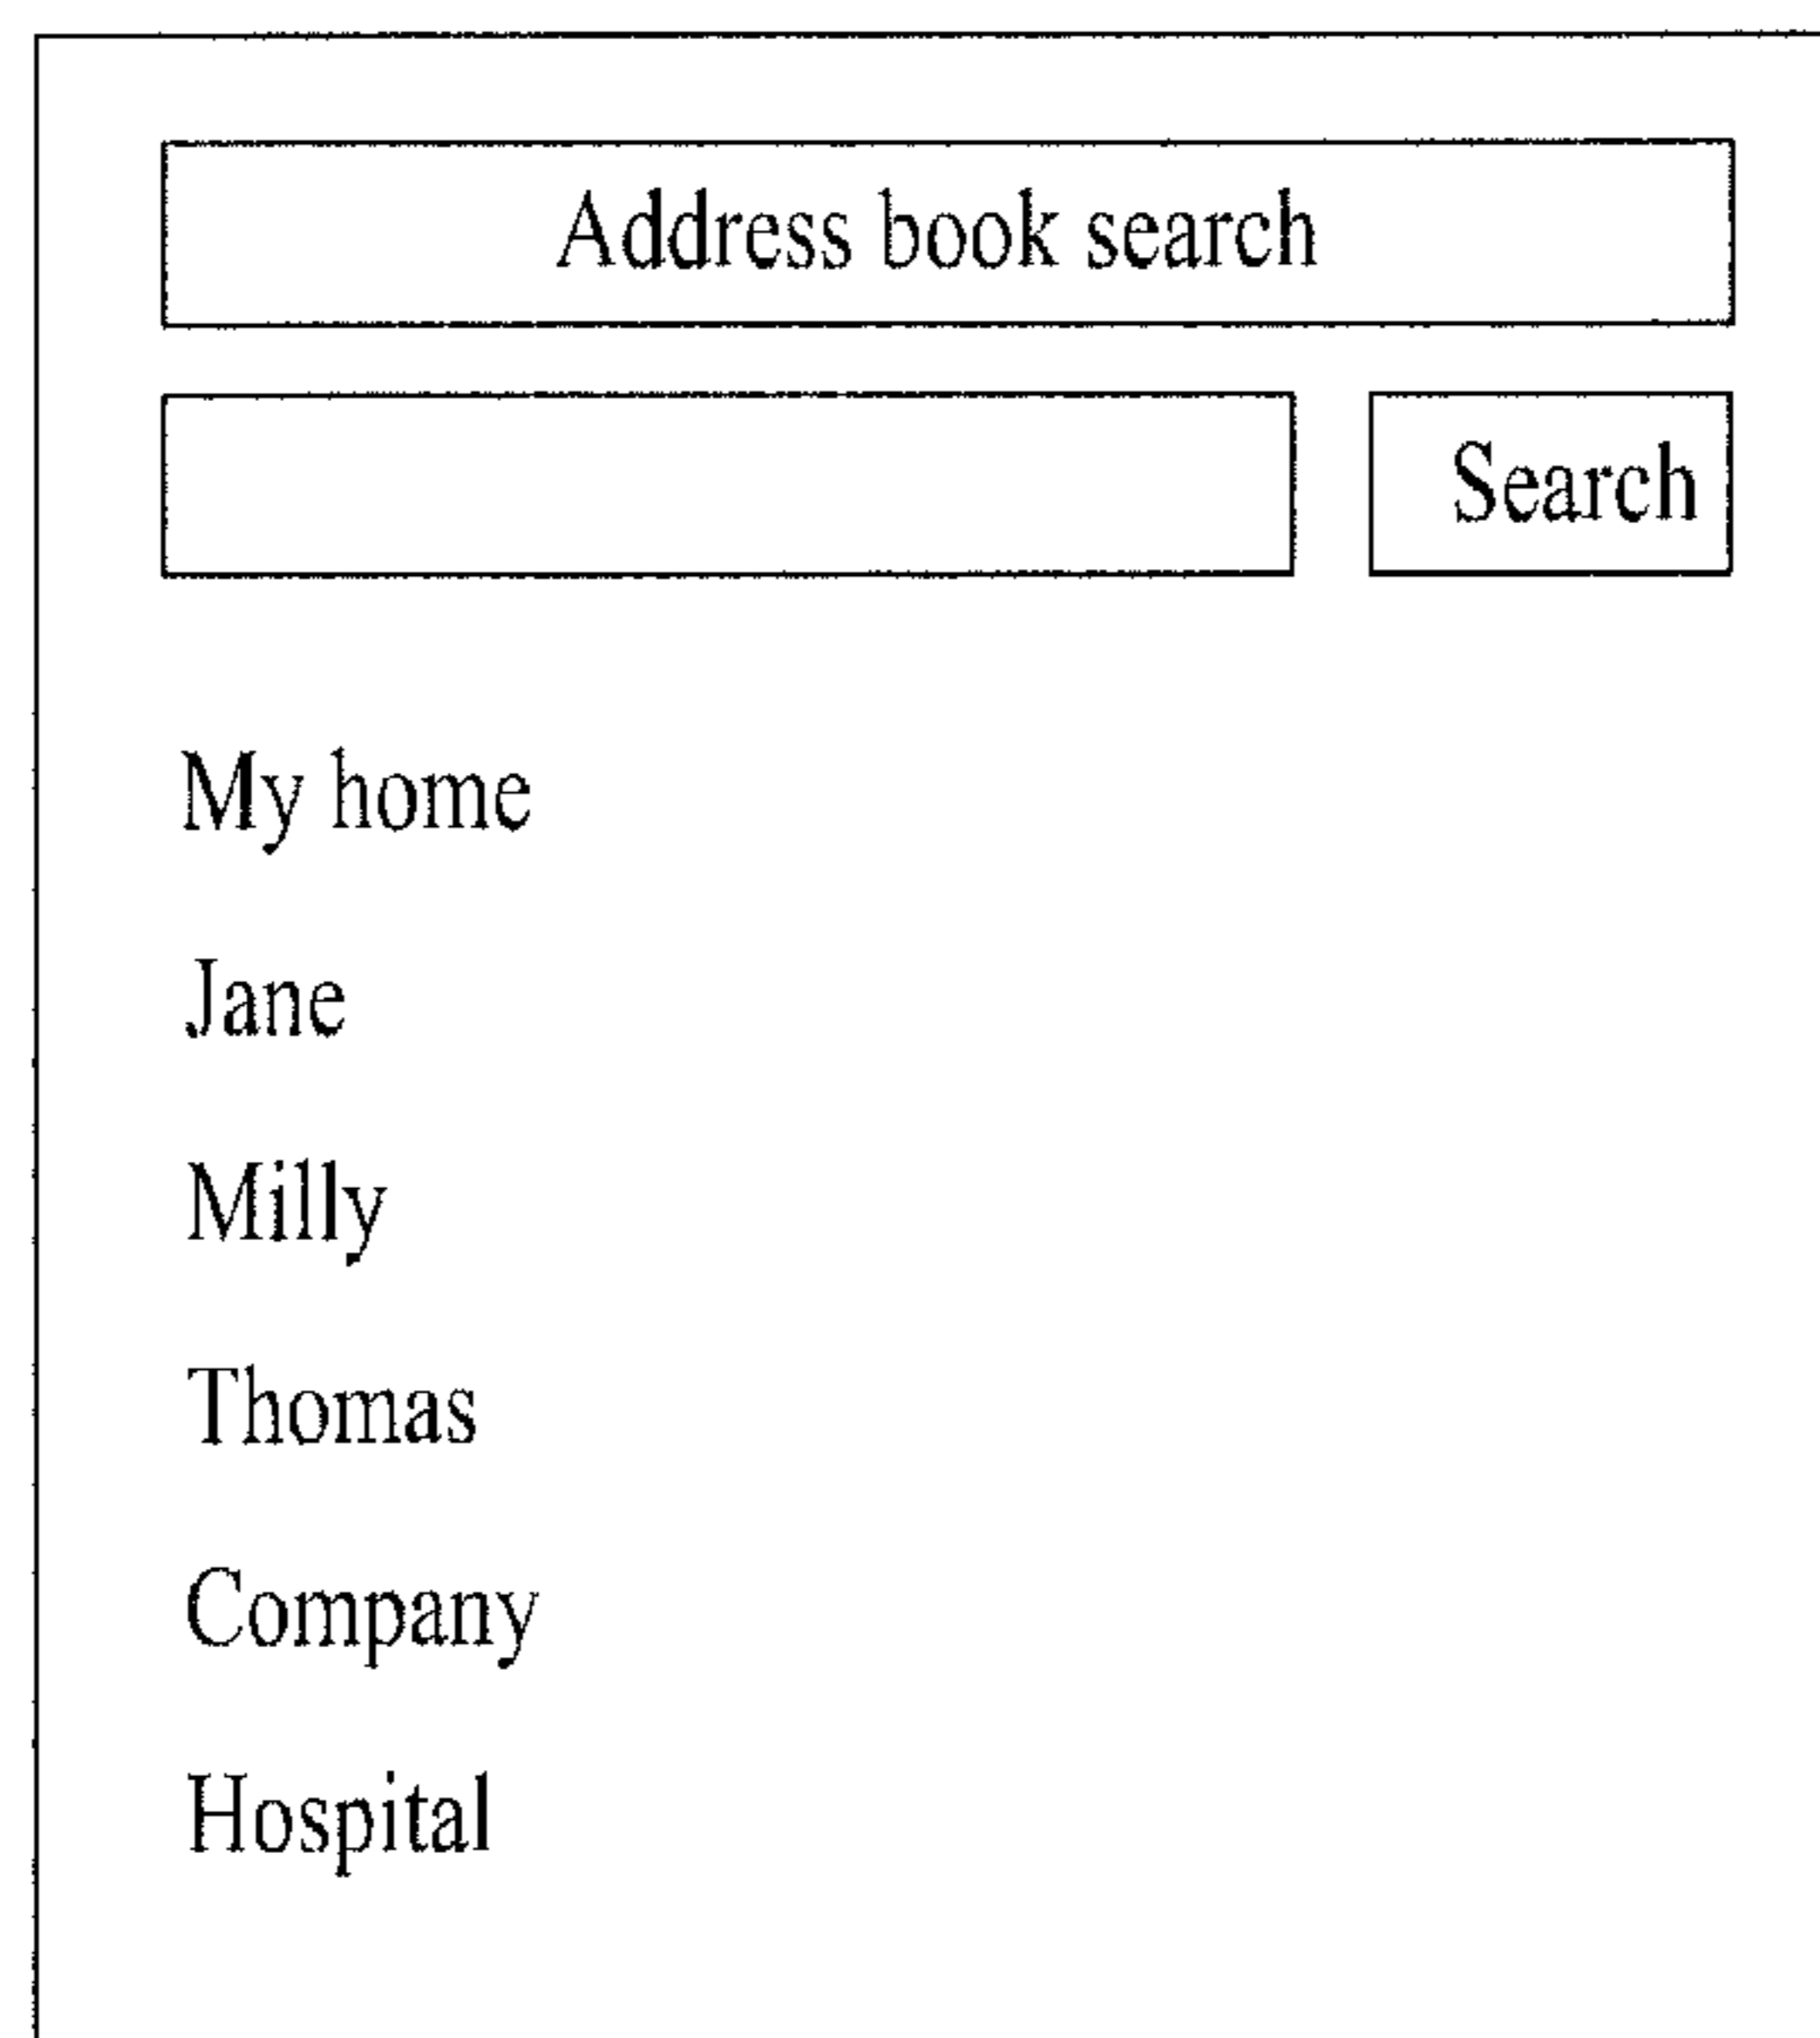 Address book search
Search
My home
Jane
Milly
Thomas
Company
Hospital